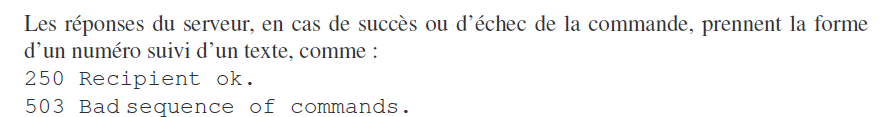 Les réponses du serveur, en cas de succès ou d’échec de la commande, prennent la forme
d’un numéro suivi d’un texte, comme :
250 Recipient ok.
503 Bad sequence of commands.